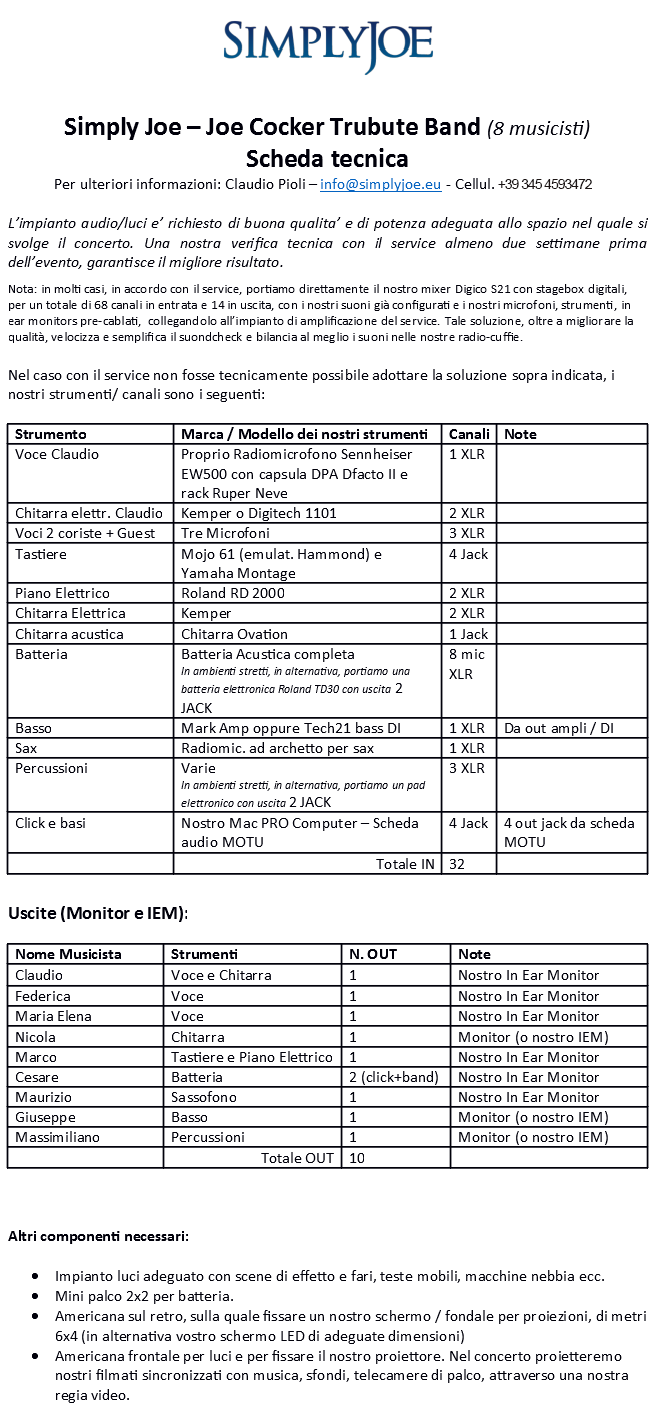 SIMPLYJOE
Simply Joe – Joe Cocker Trubute Band (8 musicisti)
Scheda tecnica
Per ulteriori informazioni: Claudio Pioli – info@simplyjoe.eu - Cellul. +39 345 4593472
L’impianto audio/luci e’ richiesto di buona qualita’ e di potenza adeguata allo spazio nel quale si
svolge il concerto. Una nostra verifica tecnica con il service almeno due settimane prima
dell’evento, garantisce il migliore risultato.
Nota: in molti casi, in accordo con il service, portiamo direttamente il nostro mixer Digico S21 con stagebox digitali,
per un totale di 68 canali in entrata e 14 in uscita, con i nostri suoni già configurati e i nostri microfoni, strumenti, in
ear monitors pre-cablati, collegandolo all’impianto di amplificazione del service. Tale soluzione, oltre a migliorare la
qualità, velocizza e semplifica il suondcheck e bilancia al meglio i suoni nelle nostre radio-cuffie.
Nel caso con il service non fosse tecnicamente possibile adottare la soluzione sopra indicata, i
nostri strumenti/ canali sono i seguenti:
Strumento Marca / Modello dei nostri strumenti Canali Note
Voce Claudio Proprio Radiomicrofono Sennheiser 1 XLR
EW500 con capsula DPA Dfacto II e
rack Ruper Neve
Chitarra elettr. Claudio Kemper o Digitech 1101 2 XLR
Voci 2 coriste + Guest Tre Microfoni 3 XLR
Tastiere Mojo 61 (emulat. Hammond) e 4 Jack
Yamaha Montage
Piano Elettrico Roland RD 2000 2 XLR
Chitarra Elettrica Kemper 2 XLR
Chitarra acustica Chitarra Ovation 1 Jack
Batteria Batteria Acustica completa 8 mic
In ambienti stretti, in alternativa, portiamo una XLR
batteria elettronica Roland TD30 con uscita 2
JACK
Basso Mark Amp oppure Tech21 bass DI 1 XLR Da out ampli / DI
Sax Radiomic. ad archetto per sax 1 XLR
Percussioni Varie 3 XLR
In ambienti stretti, in alternativa, portiamo un pad
elettronico con uscita 2 JACK
Click e basi Nostro Mac PRO Computer – Scheda 4 Jack 4 out jack da scheda
audio MOTU MOTU
Totale IN 32
Uscite (Monitor e IEM):
Nome Musicista Strumenti N. OUT Note
Claudio Voce e Chitarra 1 Nostro In Ear Monitor
Federica Voce 1 Nostro In Ear Monitor
Maria Elena Voce 1 Nostro In Ear Monitor
Nicola Chitarra 1 Monitor (o nostro IEM)
Marco Tastiere e Piano Elettrico 1 Nostro In Ear Monitor
Cesare Batteria 2 (click+band) Nostro In Ear Monitor
Maurizio Sassofono 1 Nostro In Ear Monitor
Giuseppe Basso 1 Monitor (o nostro IEM)
Massimiliano Percussioni 1 Monitor (o nostro IEM)
Totale OUT 10
Altri componenti necessari:
• Impianto luci adeguato con scene di effetto e fari, teste mobili, macchine nebbia ecc.
• Mini palco 2x2 per batteria.
• Americana sul retro, sulla quale fissare un nostro schermo / fondale per proiezioni, di metri
6x4 (in alternativa vostro schermo LED di adeguate dimensioni)
• Americana frontale per luci e per fissare il nostro proiettore. Nel concerto proietteremo
nostri filmati sincronizzati con musica, sfondi, telecamere di palco, attraverso una nostra
regia video.